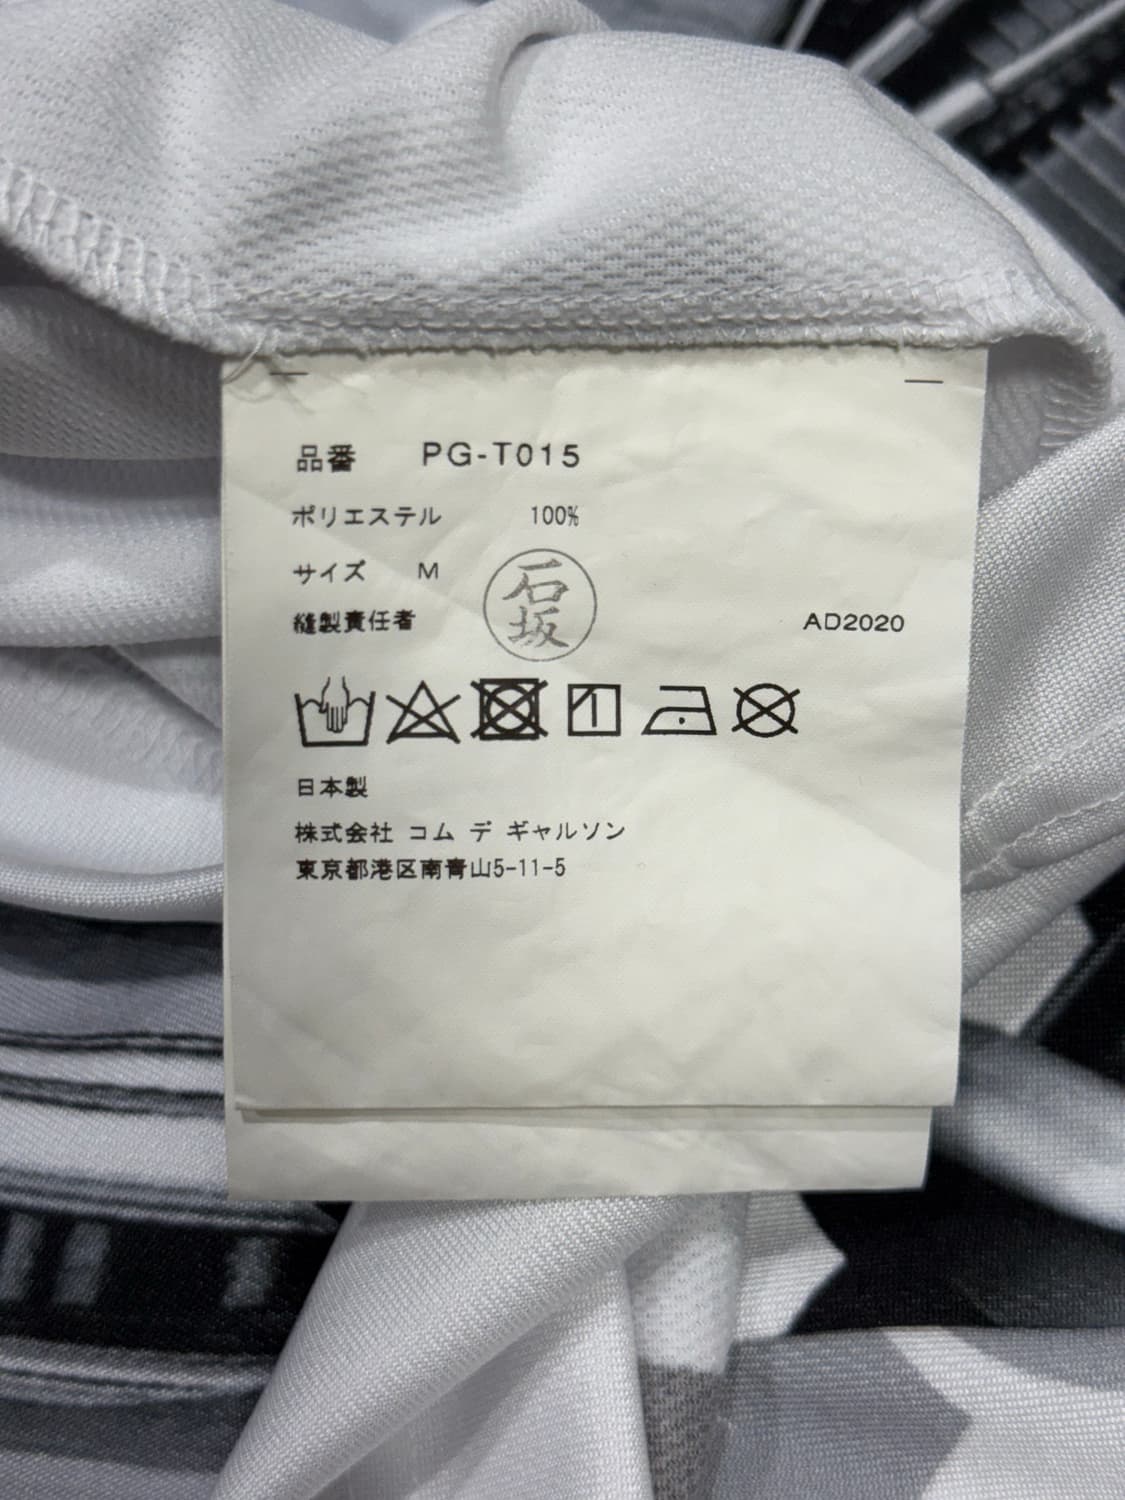 品番 PG-T015
ポリエステル 100%
サイズ M
縫製責任者 石坂 AD2020
日本製
株式会社 コム デ ギャルソン
東京都港区南青山5-11-5